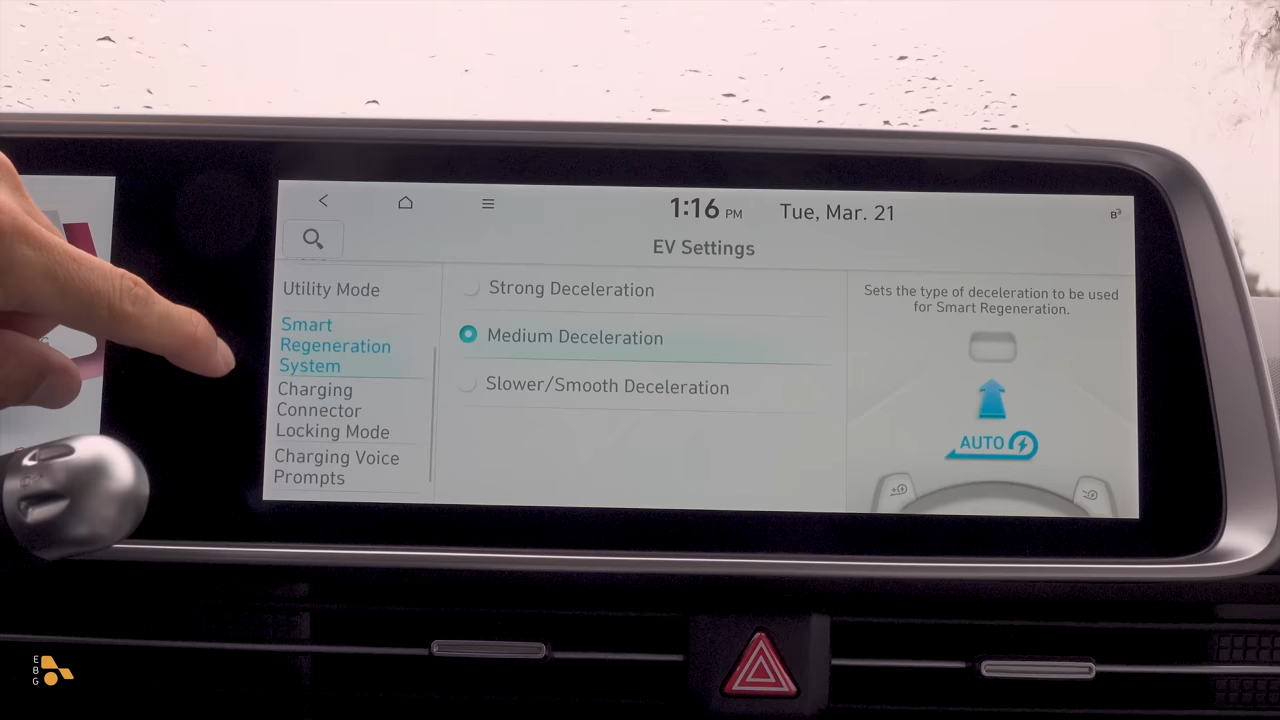 1:16 PM Tue, Mar. 21
EV Settings
Utility Mode
Smart
Regeneration
System
Charging
Connector
Locking Mode
Charging Voice
Prompts
Strong Deceleration
Medium Deceleration
Slower/Smooth Deceleration
Sets the type of deceleration to be used
for Smart Regeneration.
AUTO
E
B
G